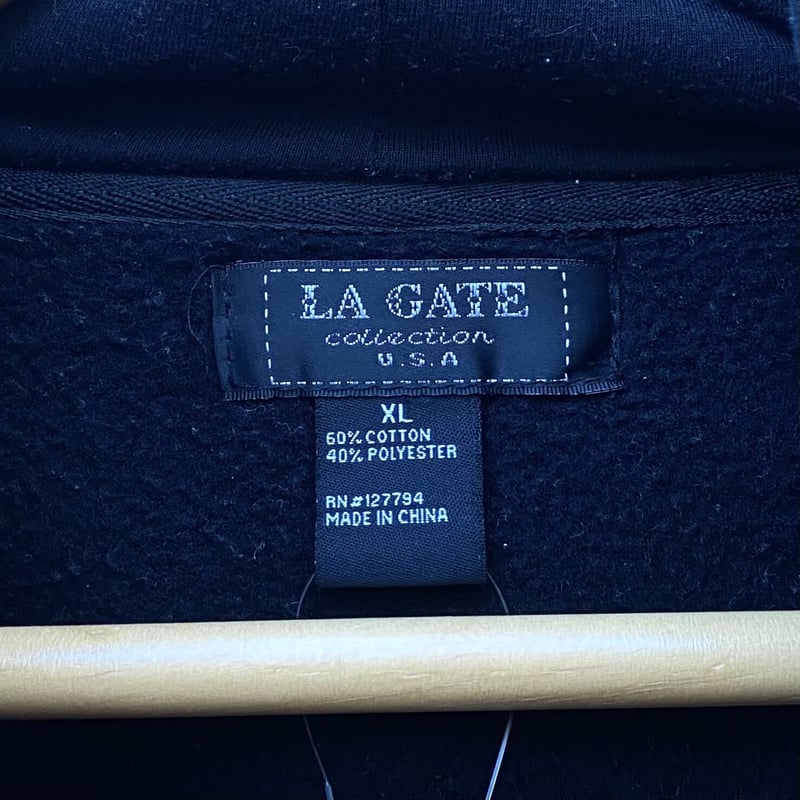 LA GATE
collection
U.S.A
XL
60% COTTON
40% POLYESTER
RN#127794
MADE IN CHINA